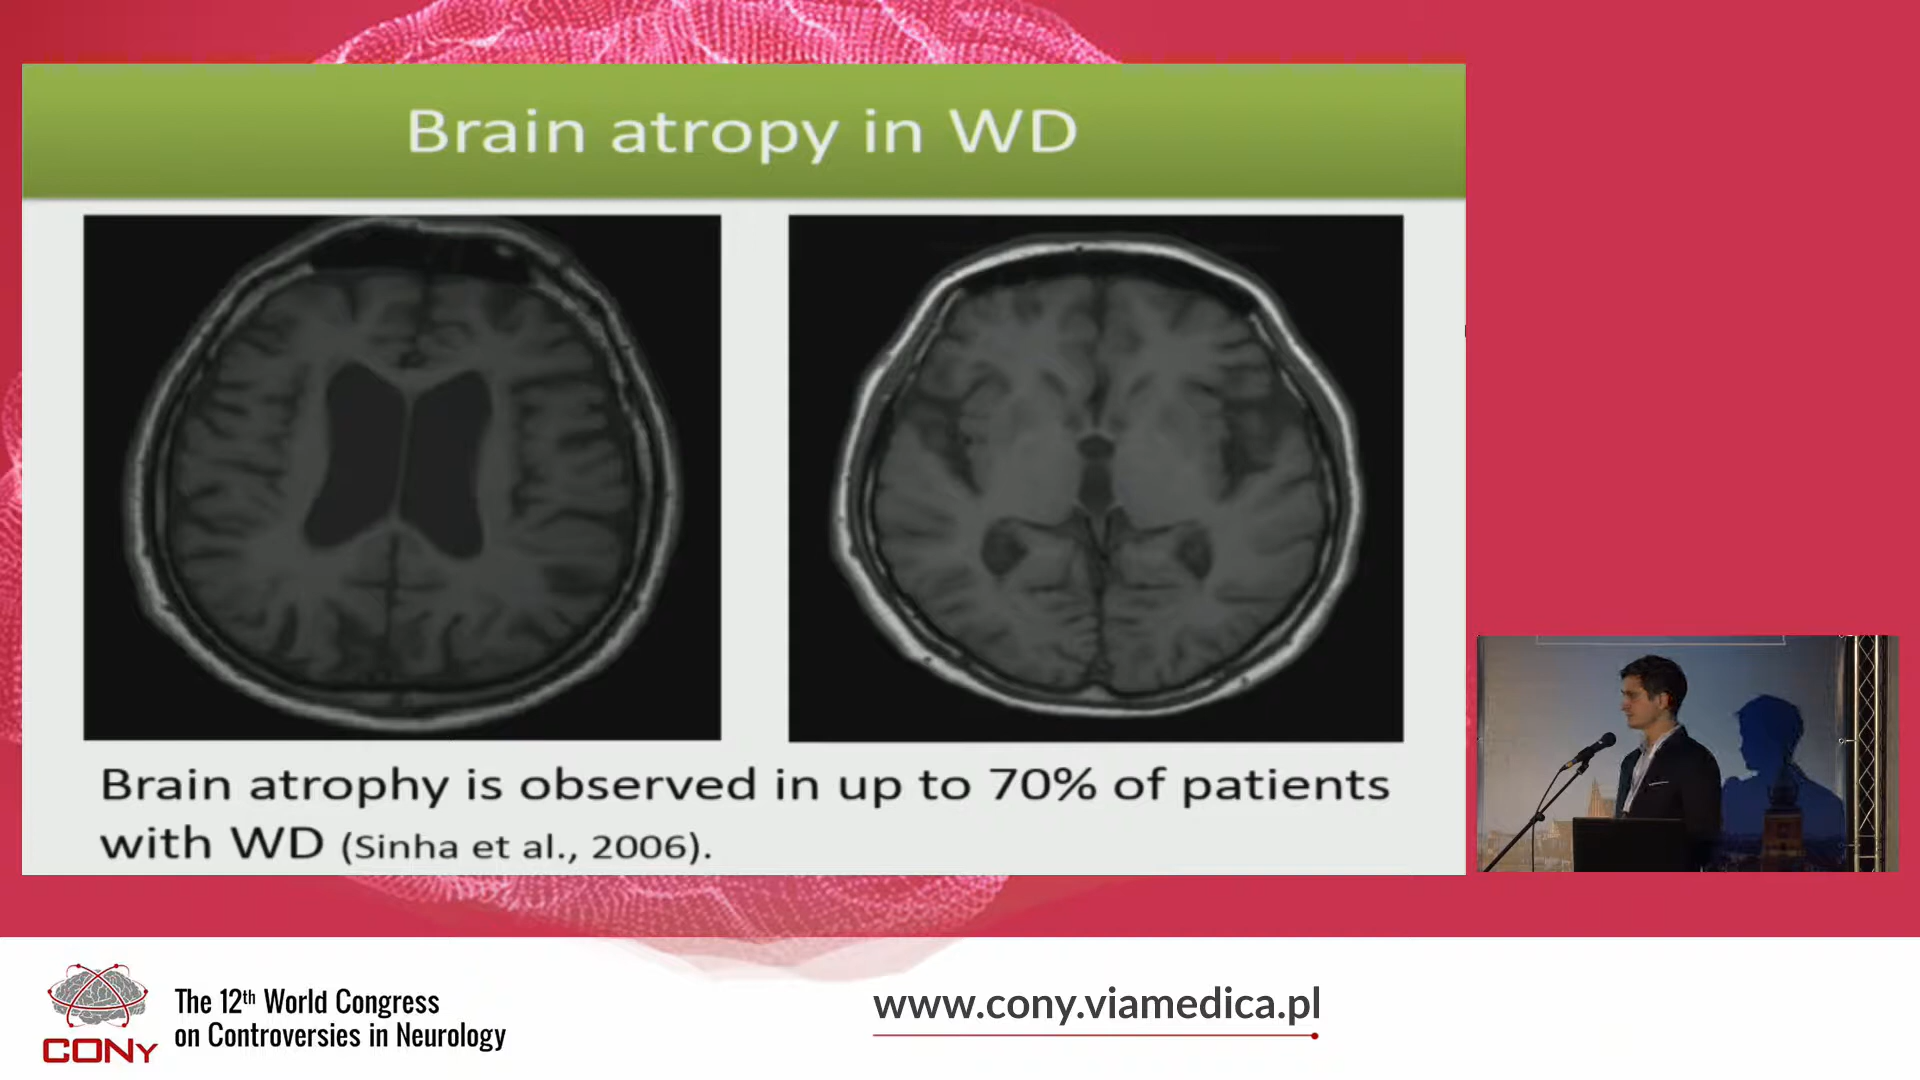 Brain atropy in WD
Brain atrophy is observed in up to 70% of patients
with WD (Sinha et al., 2006).
CONy
The 12th World Congress
on Controversies in Neurology
www.cony.viamedica.pl